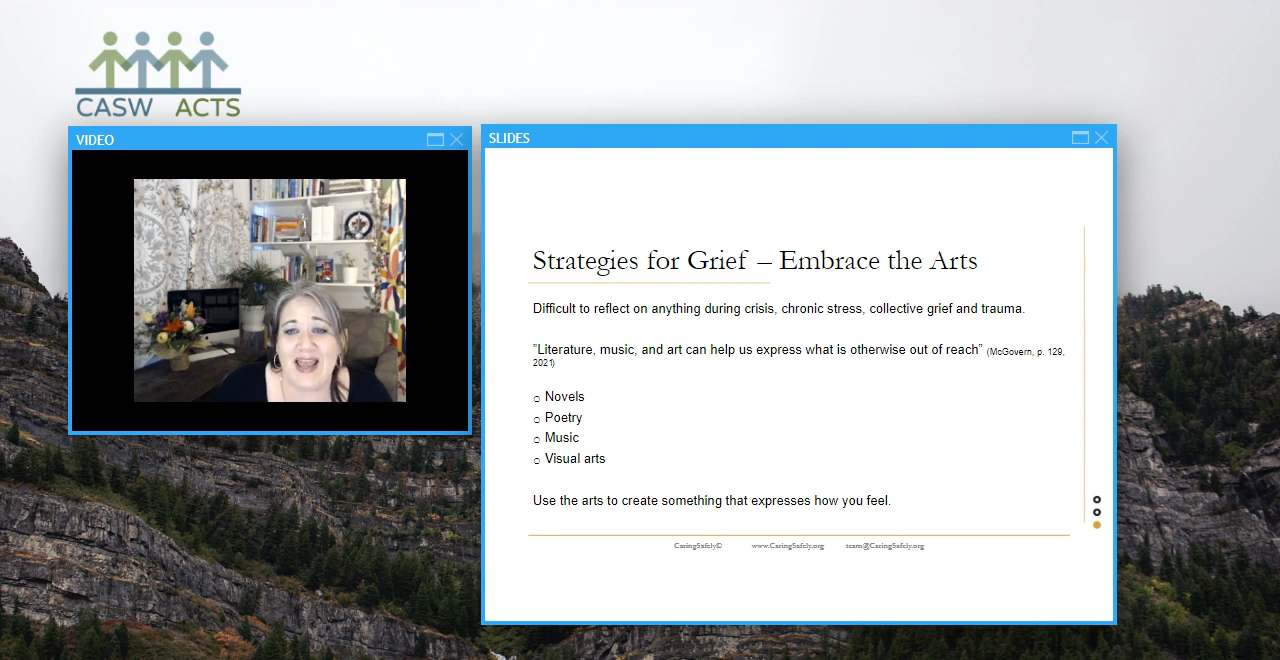 CASW ACTS
VIDEO
SLIDES
Strategies for Grief – Embrace the Arts
Difficult to reflect on anything during crisis, chronic stress, collective grief and trauma.
"Literature, music, and art can help us express what is otherwise out of reach" (McGovern, p. 129,
2021)
○ Novels
○ Poetry
○ Music
○ Visual arts
Use the arts to create something that expresses how you feel.
CaringSafely© www.CaringSafely.org team@CaringSafely.org